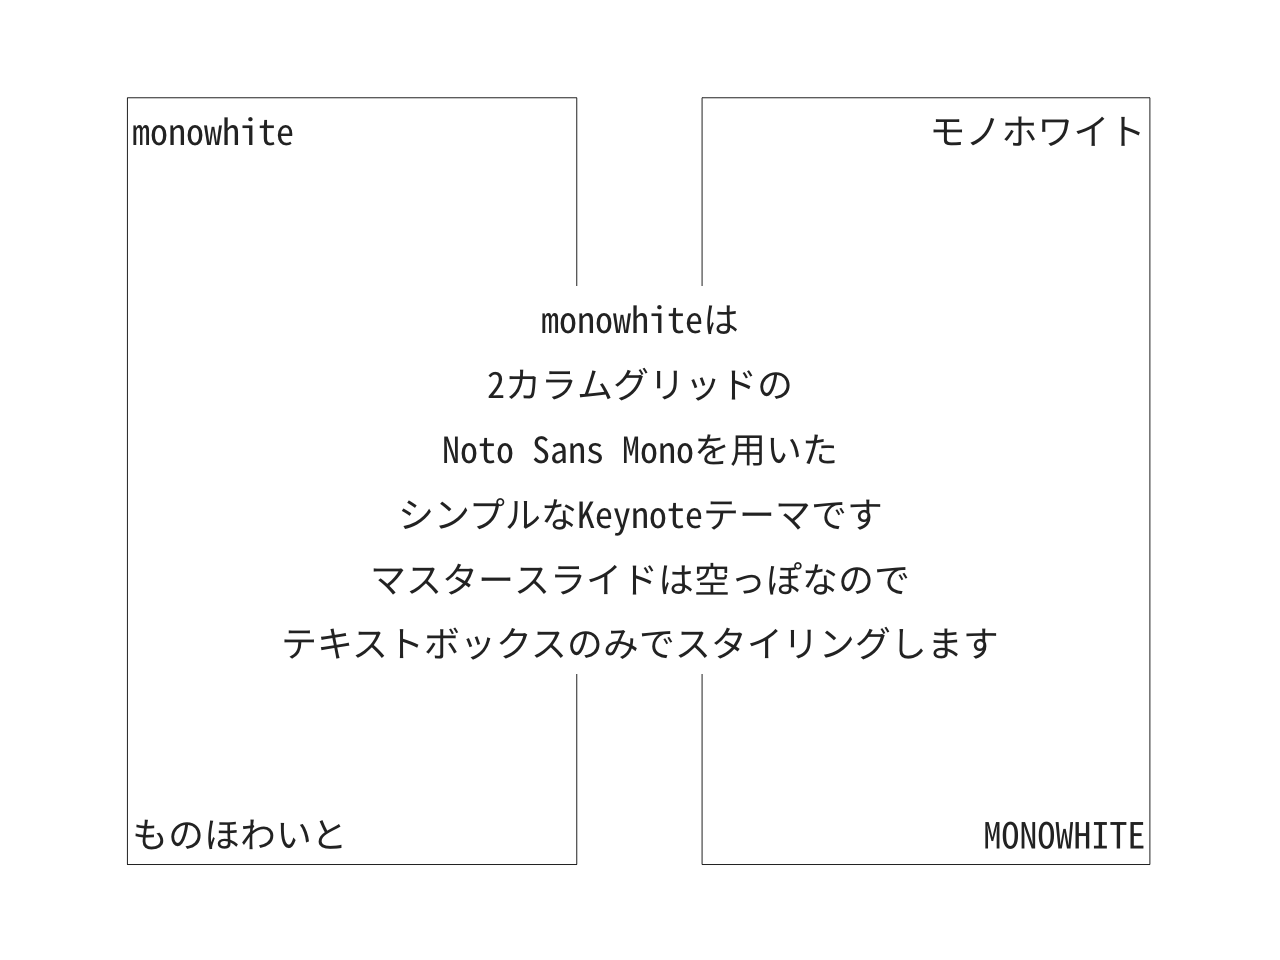 monowhite
モノホワイト
monowhiteは
2カラムグリッドの
Noto Sans Monoを用いた
シンプルなKeynoteテーマです
マスタースライドは空っぽなので
テキストボックスのみでスタイリングします
ものほわいと
MONOWHITE